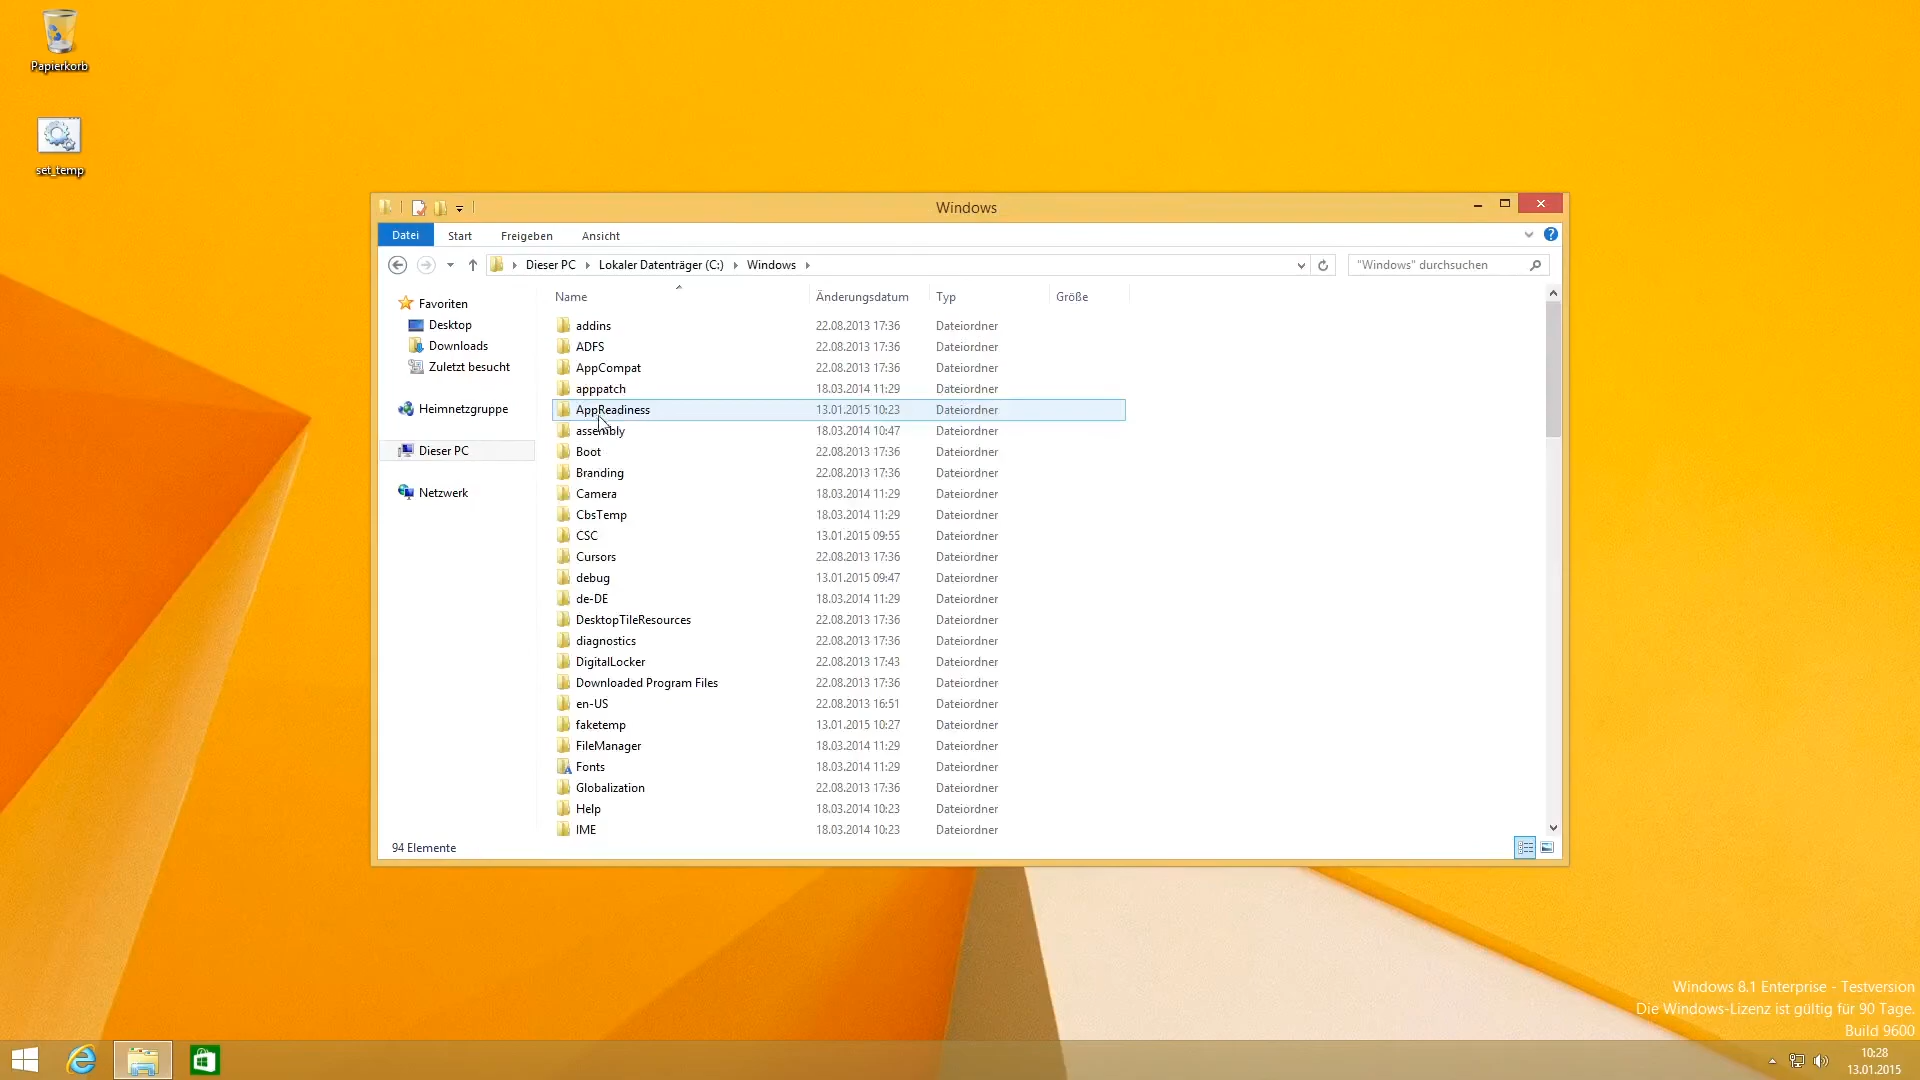 Papierkorb
set_temp
Windows
Datei Start Freigeben Ansicht
Dieser PC Lokaler Datenträger (C:) Windows
"Windows" durchsuchen
Favoriten
Desktop
Downloads
Zuletzt besucht
Heimnetzgruppe
Dieser PC
Netzwerk
Name Änderungsdatum Typ Größe
addins 22.08.2013 17:36 Dateiordner
ADFS 22.08.2013 17:36 Dateiordner
AppCompat 22.08.2013 17:36 Dateiordner
apppatch 18.03.2014 11:29 Dateiordner
AppReadiness 13.01.2015 10:23 Dateiordner
assembly 18.03.2014 10:47 Dateiordner
Boot 22.08.2013 17:36 Dateiordner
Branding 22.08.2013 17:36 Dateiordner
Camera 18.03.2014 11:29 Dateiordner
CbsTemp 18.03.2014 11:29 Dateiordner
CSC 13.01.2015 09:55 Dateiordner
Cursors 22.08.2013 17:36 Dateiordner
debug 13.01.2015 09:47 Dateiordner
de-DE 18.03.2014 11:29 Dateiordner
DesktopTileResources 22.08.2013 17:36 Dateiordner
diagnostics 22.08.2013 17:36 Dateiordner
DigitalLocker 22.08.2013 17:43 Dateiordner
Downloaded Program Files 22.08.2013 17:36 Dateiordner
en-US 22.08.2013 16:51 Dateiordner
faketemp 13.01.2015 10:27 Dateiordner
FileManager 18.03.2014 11:29 Dateiordner
Fonts 18.03.2014 11:29 Dateiordner
Globalization 22.08.2013 17:36 Dateiordner
Help 18.03.2014 10:23 Dateiordner
IME 18.03.2014 10:23 Dateiordner
94 Elemente
Windows 8.1 Enterprise - Testversion
Die Windows-Lizenz ist gültig für 90 Tage.
Build 9600
10:28
13.01.2015